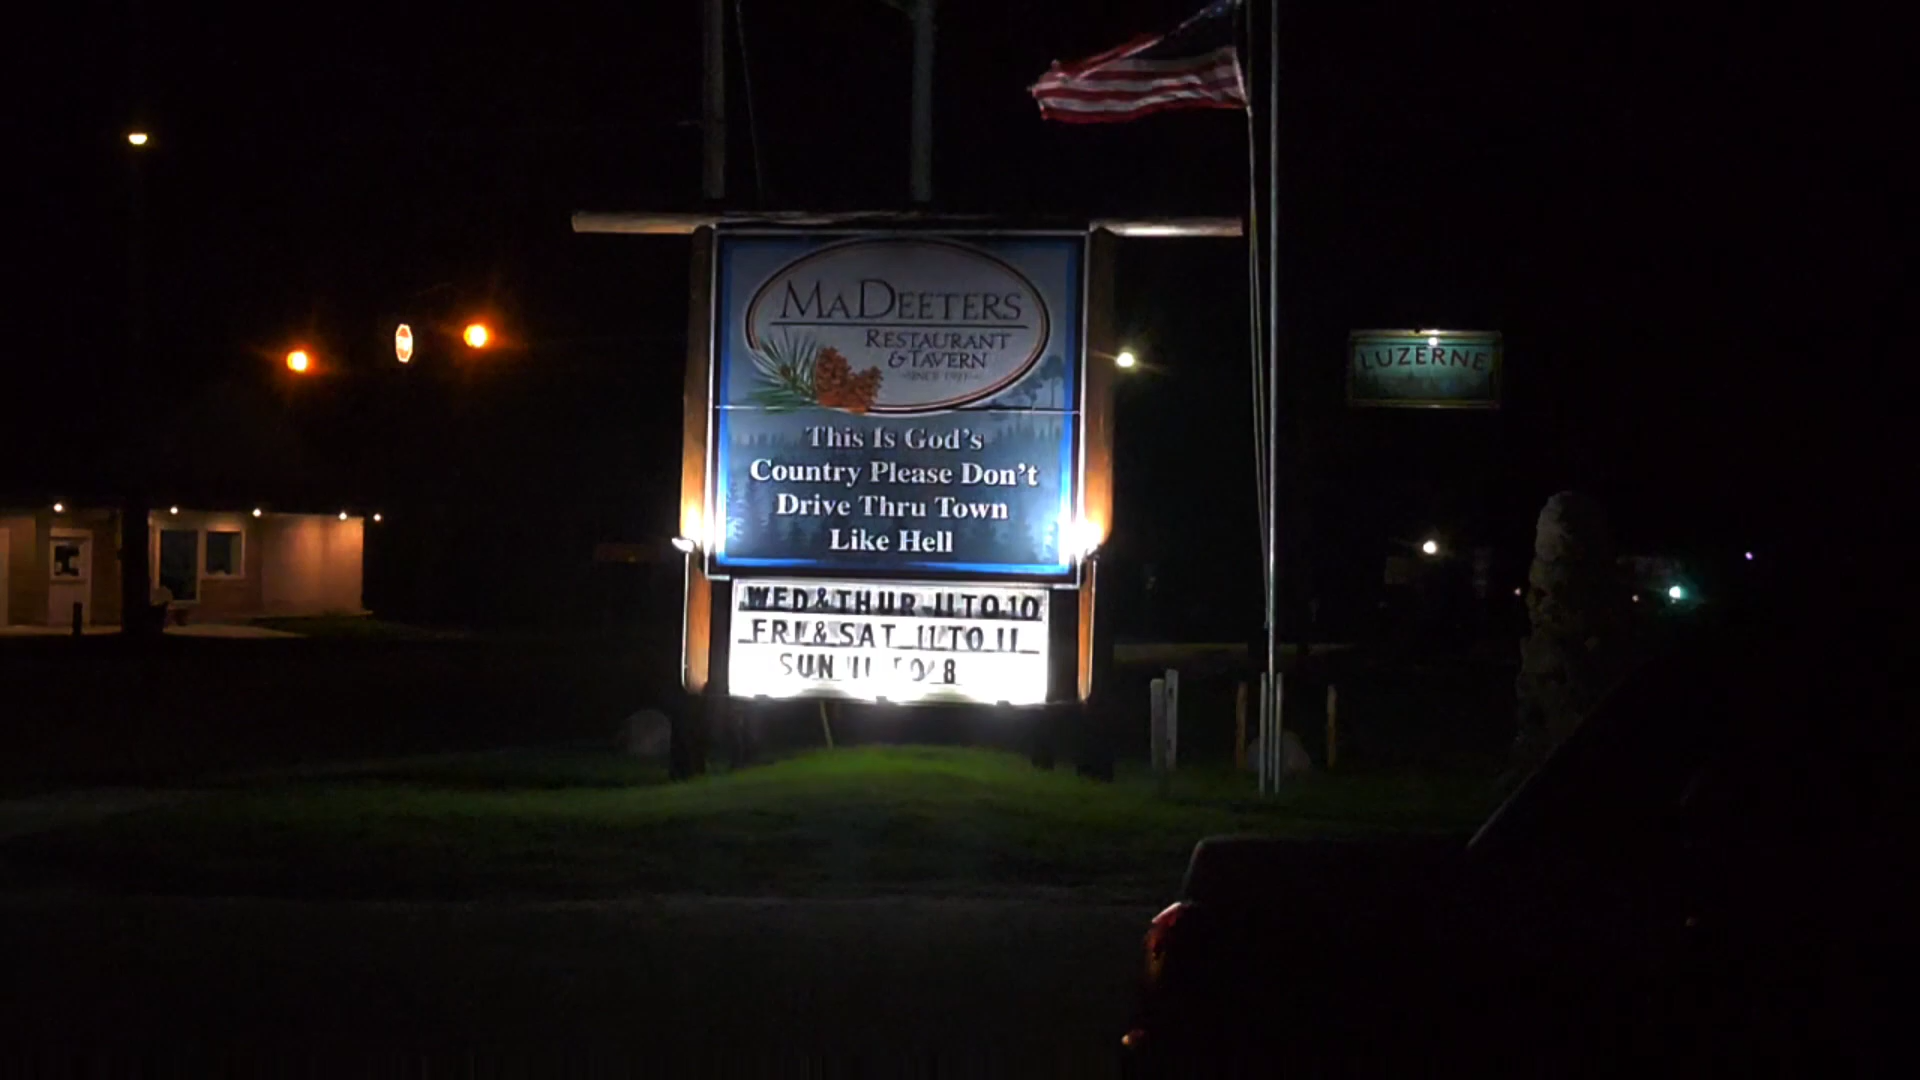 MADEETERS
RESTAURANT
& TAVERN
This Is God's
Country Please Don't
Drive Thru Town
Like Hell
WED & THUR 11 TO 10
FRI & SAT 11 TO 11
SUN 11 TO 8
LUZERNE